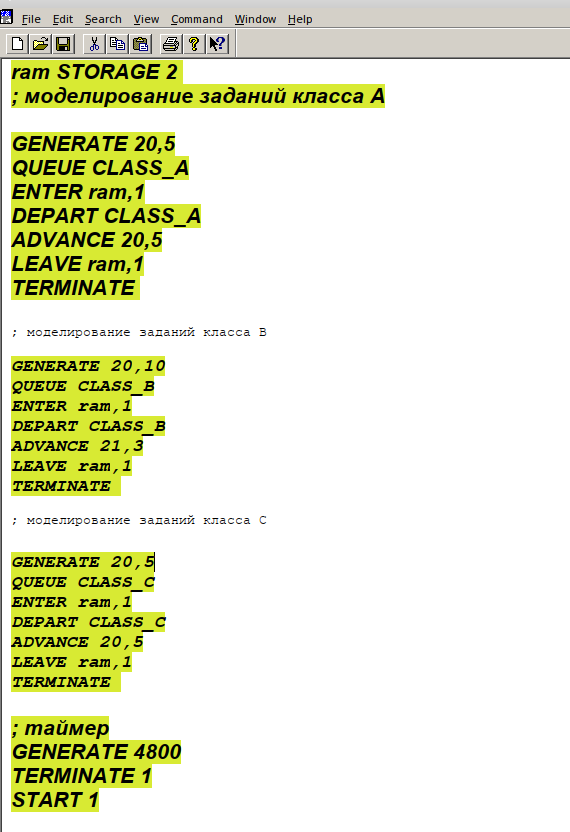 File Edit Search View Command Window Help
ram STORAGE 2
; моделирование заданий класса A
GENERATE 20,5
QUEUE CLASS_A
ENTER ram,1
DEPART CLASS_A
ADVANCE 20,5
LEAVE ram,1
TERMINATE
; моделирование заданий класса B
GENERATE 20,10
QUEUE CLASS_B
ENTER ram,1
DEPART CLASS_B
ADVANCE 21,3
LEAVE ram,1
TERMINATE
; моделирование заданий класса C
GENERATE 20,5
QUEUE CLASS_C
ENTER ram,1
DEPART CLASS_C
ADVANCE 20,5
LEAVE ram,1
TERMINATE
; таймер
GENERATE 4800
TERMINATE 1
START 1